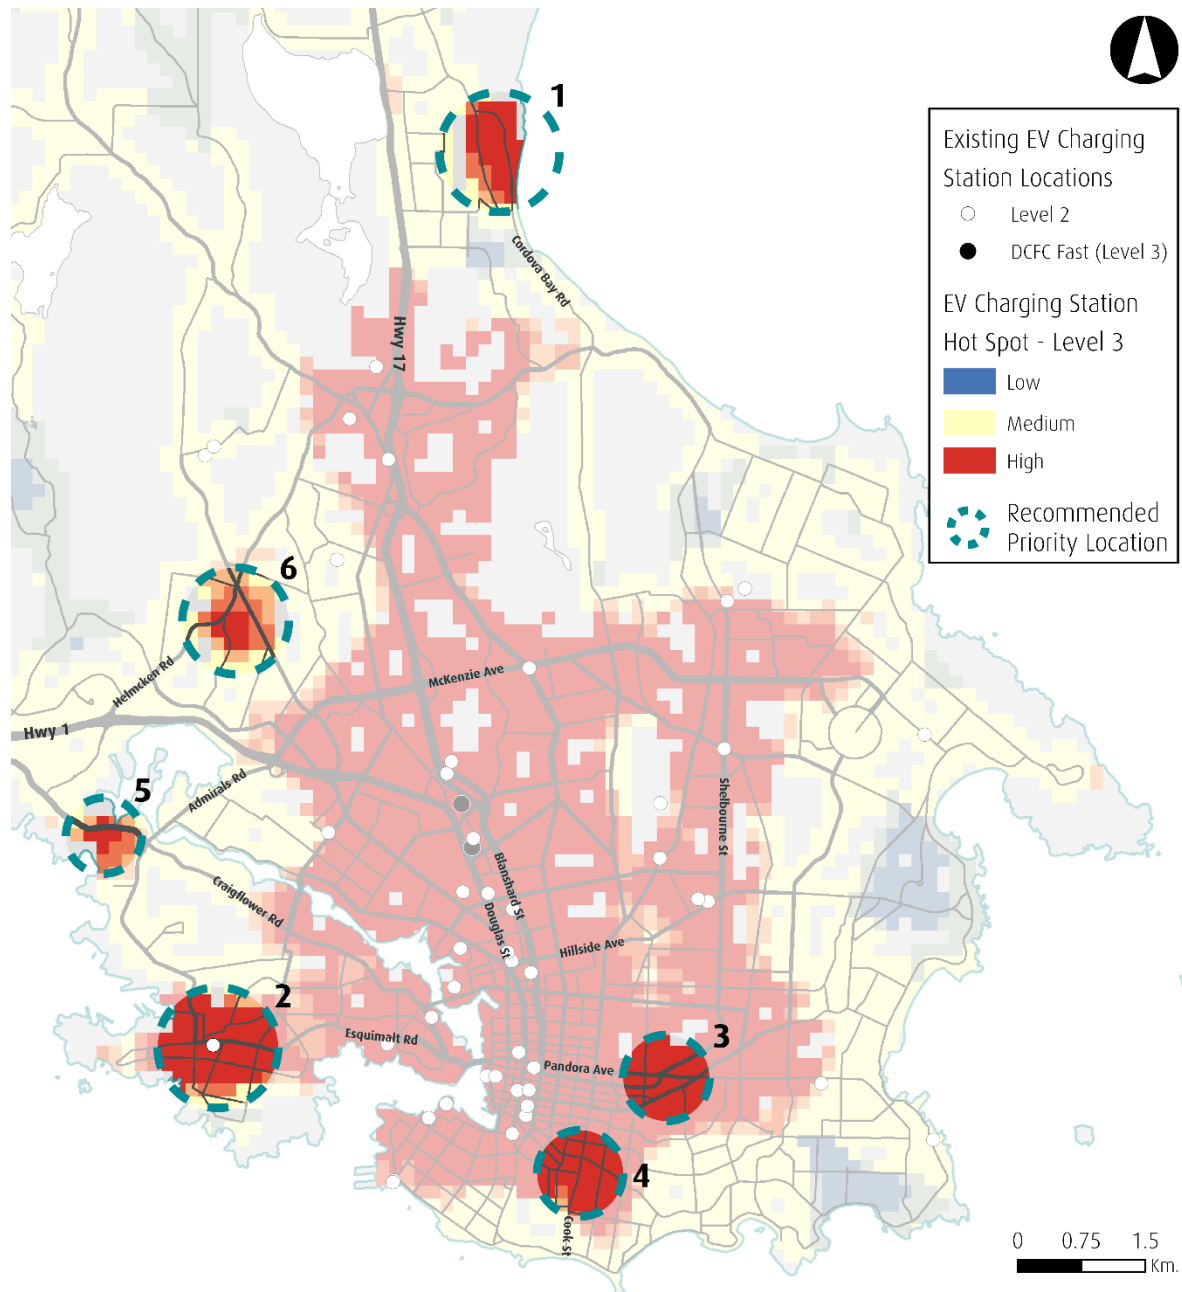 1
Existing EV Charging
Station Locations
Level 2
DCFC Fast (Level 3)
EV Charging Station
Hot Spot - Level 3
Low
Medium
High
Recommended
Priority Location
Cordova Bay Rd
Hwy 17
6
Helmcken Rd
McKenzie Ave
Hwy 1
5
Admirals Rd
Shelbourne St
Craigflower Rd
Blanshard St
Douglas St
Hillside Ave
2
Esquimalt Rd
3
Pandora Ave
4
Cook St
0 0.75 1.5
Km.